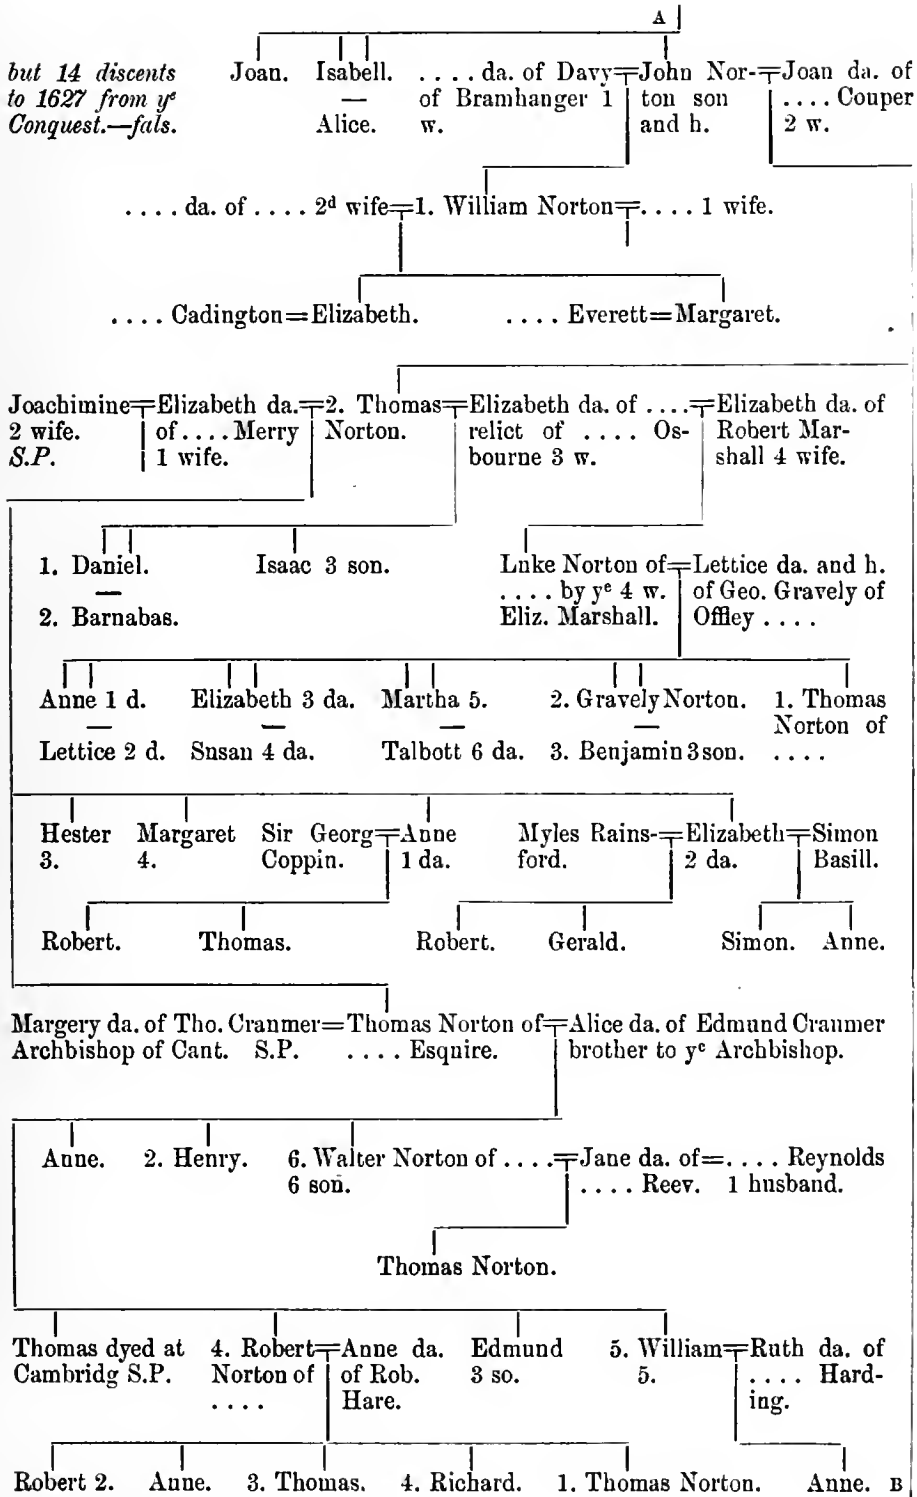 A
but 14 discents Joan. Isabell. . . . . da. of Davy=John Nor-=Joan da. of
to 1627 from yᵉ — of Bramhanger 1 ton son . . . . Couper
Conquest.—fals. Alice. w. and h. 2 w.
. . . . da. of . . . . 2ᵈ wife=1. William Norton=. . . . 1 wife.
. . . . Cadington=Elizabeth. . . . . Everett=Margaret.
Joachimine=Elizabeth da.=2. Thomas=Elizabeth da. of . . . .=Elizabeth da. of
2 wife. of . . . . Merry Norton. relict of . . . . Os- Robert Mar-
S.P. 1 wife. bourne 3 w. shall 4 wife.
1. Daniel. Isaac 3 son. Luke Norton of=Lettice da. and h.
— . . . . by yᵉ 4 w. of Geo. Gravely of
2. Barnabas. Eliz. Marshall. Offley . . . .
Anne 1 d. Elizabeth 3 da. Martha 5. 2. Gravely Norton. 1. Thomas
— — — — Norton of
Lettice 2 d. Susan 4 da. Talbott 6 da. 3. Benjamin 3 son. . . . .
Hester Margaret Sir Georg=Anne Myles Rains-=Elizabeth=Simon
3. 4. Coppin. 1 da. ford. 2 da. Basill.
Robert. Thomas. Robert. Gerald. Simon. Anne.
Margery da. of Tho. Cranmer=Thomas Norton of=Alice da. of Edmund Cranmer
Archbishop of Cant. S.P. . . . . Esquire. brother to yᵉ Archbishop.
Anne. 2. Henry. 6. Walter Norton of . . . .=Jane da. of=. . . . Reynolds
6 son. . . . . Reev. 1 husband.
Thomas Norton.
Thomas dyed at 4. Robert=Anne da. Edmund 5. William=Ruth da. of
Cambridg S.P. Norton of of Rob. 3 so. 5. . . . . Hard-
. . . . Hare. ing.
Robert 2. Anne. 3. Thomas. 4. Richard. 1. Thomas Norton. Anne. B